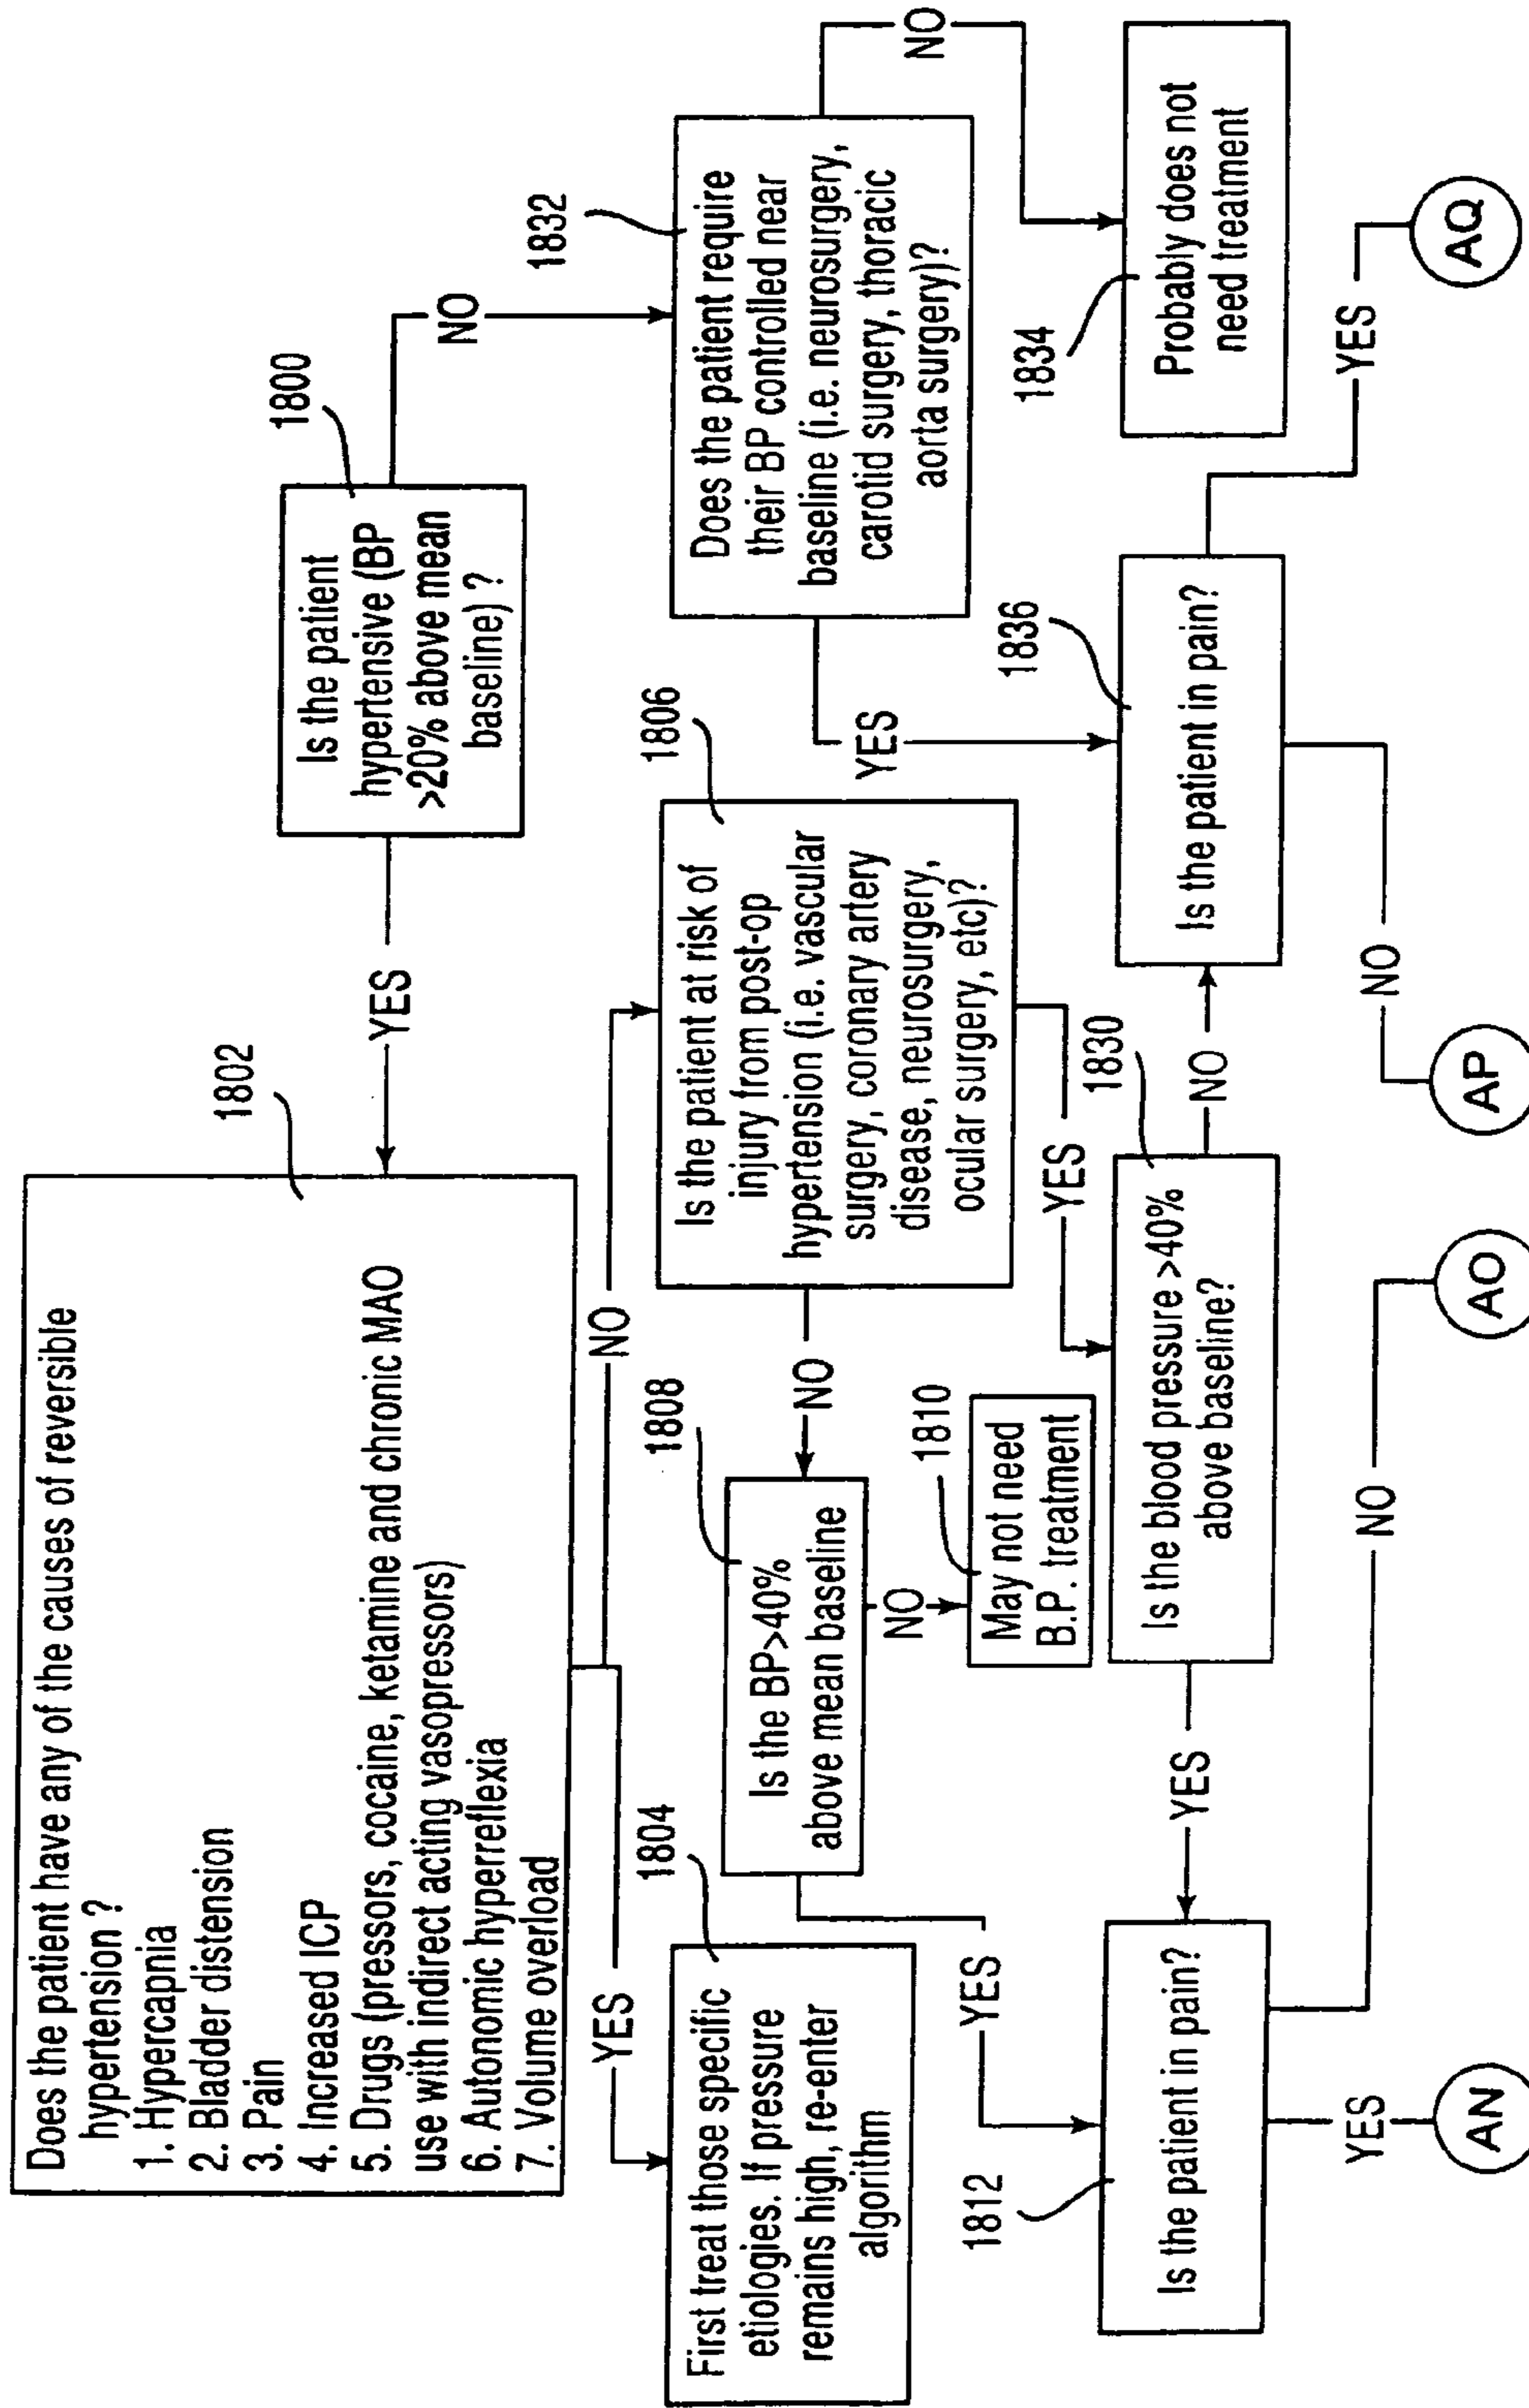 1800
Is the patient
hypertensive (BP
>20% above mean
baseline) ?
YES
NO
1802
Does the patient have any of the causes of reversible
hypertension ?
1. Hypercapnia
2. Bladder distension
3. Pain
4. Increased ICP
5. Drugs (pressors, cocaine, ketamine and chronic MAO
use with indirect acting vasopressors)
6. Autonomic hyperreflexia
7. Volume overload
YES
NO
1804
First treat those specific
etiologies. If pressure
remains high, re-enter
algorithm
1806
Is the patient at risk of
injury from post-op
hypertension (i.e. vascular
surgery, coronary artery
disease, neurosurgery,
ocular surgery, etc)?
NO
YES
1808
Is the BP>40%
above mean baseline
YES
NO
1810
May not need
B.P. treatment
1832
Does the patient require
their BP controlled near
baseline (i.e. neurosurgery,
carotid surgery, thoracic
aorta surgery)?
YES
NO
1834
Probably does not
need treatment
1812
Is the patient in pain?
YES
NO
1830
Is the blood pressure >40%
above baseline?
YES
NO
1836
Is the patient in pain?
NO
YES
AN
AO
AP
AQ